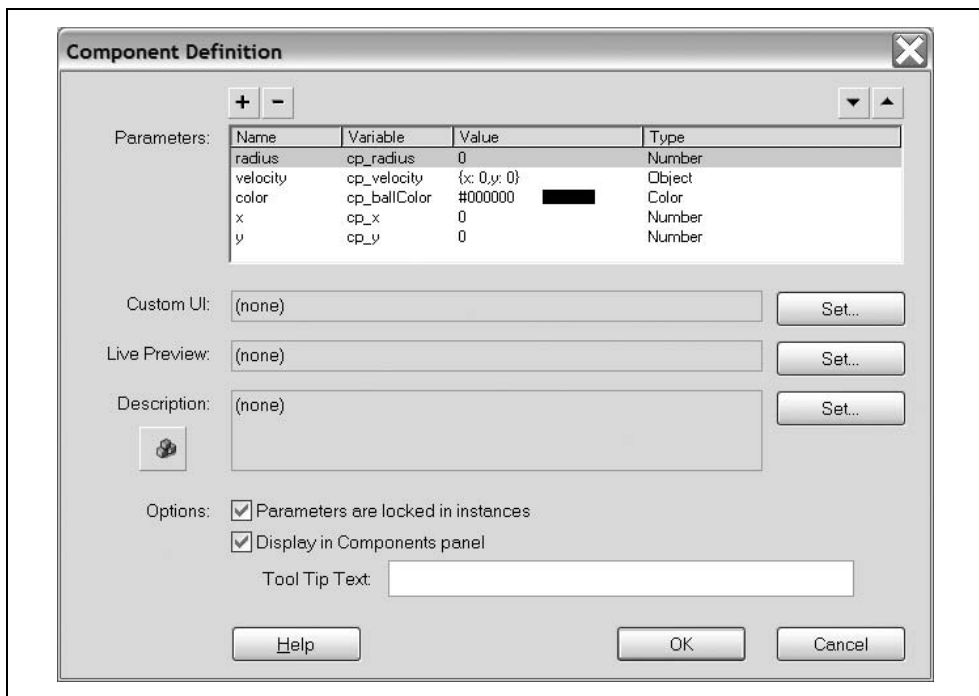 Component Definition
+ −
Parameters:
Name Variable Value Type
radius cp_radius 0 Number
velocity cp_velocity {x: 0,y: 0} Object
color cp_ballColor #000000 Color
x cp_x 0 Number
y cp_y 0 Number
Custom UI: (none) Set...
Live Preview: (none) Set...
Description: (none) Set...
Options: Parameters are locked in instances
Display in Components panel
Tool Tip Text:
Help OK Cancel